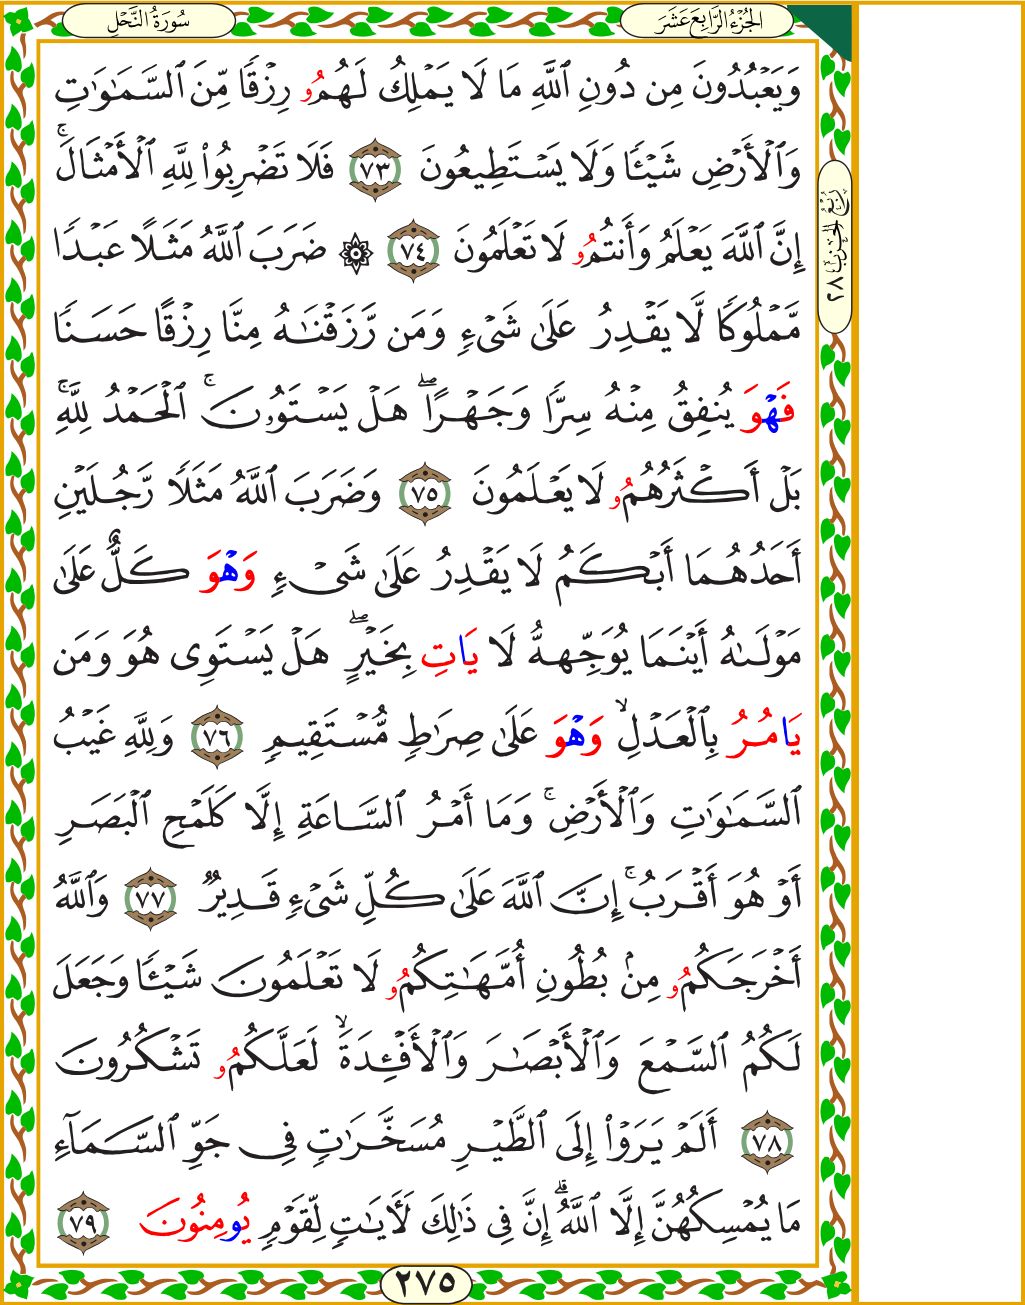 سُورَةُ النَّحۡلِ
الجُزۡءُ الرَّابِعَ عَشَرَ
وَيَعۡبُدُونَ مِن دُونِ ٱللَّهِ مَا لَا يَمۡلِكُ لَهُمُۥ رِزۡقٗا مِّنَ ٱلسَّمَٰوَٰتِ
وَٱلۡأَرۡضِ شَيۡـٔٗا وَلَا يَسۡتَطِيعُونَ ٧٣ فَلَا تَضۡرِبُواْ لِلَّهِ ٱلۡأَمۡثَالَۚ
إِنَّ ٱللَّهَ يَعۡلَمُ وَأَنتُمُۥ لَا تَعۡلَمُونَ ٧٤ ۞ ضَرَبَ ٱللَّهُ مَثَلًا عَبۡدٗا
مَّمۡلُوكٗا لَّا يَقۡدِرُ عَلَىٰ شَيۡءٖ وَمَن رَّزَقۡنَٰهُ مِنَّا رِزۡقًا حَسَنٗا
فَهۡوَ يُنفِقُ مِنۡهُ سِرّٗا وَجَهۡرًاۖ هَلۡ يَسۡتَوُۥنَۚ ٱلۡحَمۡدُ لِلَّهِۚ
بَلۡ أَكۡثَرُهُمُۥ لَا يَعۡلَمُونَ ٧٥ وَضَرَبَ ٱللَّهُ مَثَلٗا رَّجُلَيۡنِ
أَحَدُهُمَا أَبۡكَمُ لَا يَقۡدِرُ عَلَىٰ شَيۡءٖ وَهۡوَ كَلٌّ عَلَىٰ
مَوۡلَىٰهُ أَيۡنَمَا يُوَجِّههُّ لَا يَاتِ بِخَيۡرٍۖ هَلۡ يَسۡتَوِي هُوَ وَمَن
يَامُرُ بِٱلۡعَدۡلِۙ وَهۡوَ عَلَىٰ صِرَٰطٖ مُّسۡتَقِيمٖ ٧٦ وَلِلَّهِ غَيۡبُ
ٱلسَّمَٰوَٰتِ وَٱلۡأَرۡضِۚ وَمَا أَمۡرُ ٱلسَّاعَةِ إِلَّا كَلَمۡحِ ٱلۡبَصَرِ
أَوۡ هُوَ أَقۡرَبُۚ إِنَّ ٱللَّهَ عَلَىٰ كُلِّ شَيۡءٖ قَدِيرٞ ٧٧ وَٱللَّهُ
أَخۡرَجَكُمُۥ مِنۢ بُطُونِ أُمَّهَٰتِكُمُۥ لَا تَعۡلَمُونَ شَيۡـٔٗا وَجَعَلَ
لَكُمُ ٱلسَّمۡعَ وَٱلۡأَبۡصَٰرَ وَٱلۡأَفۡـِٔدَةَۙ لَعَلَّكُمُۥ تَشۡكُرُونَ
٧٨ أَلَمۡ يَرَوۡاْ إِلَى ٱلطَّيۡرِ مُسَخَّرَٰتٖ فِي جَوِّ ٱلسَّمَآءِ
مَا يُمۡسِكُهُنَّ إِلَّا ٱللَّهُۗ إِنَّ فِي ذَٰلِكَ لَأٓيَٰتٖ لِّقَوۡمٖ يُومِنُونَ ٧٩
رُبۡعُ الحِزۡبِ ٢٨
٢٧٥